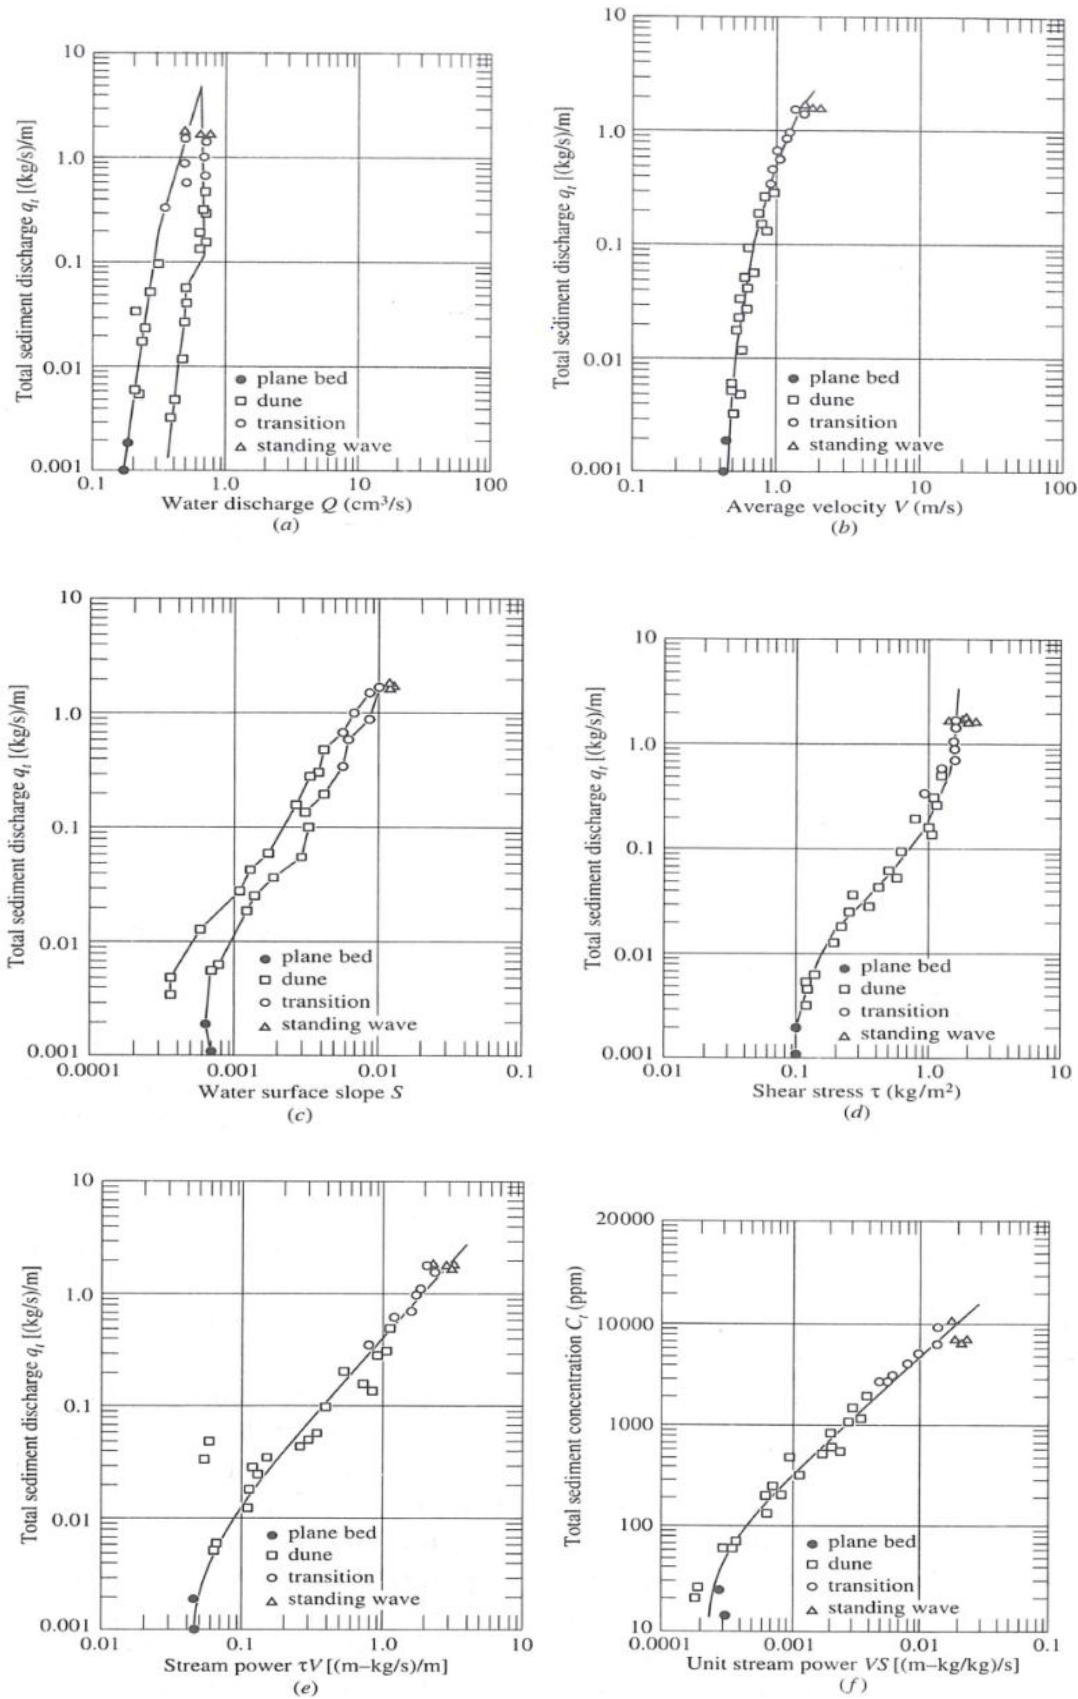 10
1.0
0.1
0.01
0.001
Total sediment discharge qt [(kg/s)/m]
plane bed
dune
transition
standing wave
0.1 1.0 10 100
Water discharge Q (cm³/s)
(a)
10
1.0
0.1
0.01
0.001
Total sediment discharge qt [(kg/s)/m]
plane bed
dune
transition
standing wave
0.1 1.0 10 100
Average velocity V (m/s)
(b)
10
1.0
0.1
0.01
0.001
Total sediment discharge qt [(kg/s)/m]
plane bed
dune
transition
standing wave
0.0001 0.001 0.01 0.1
Water surface slope S
(c)
10
1.0
0.1
0.01
0.001
Total sediment discharge qt [(kg/s)/m]
plane bed
dune
transition
standing wave
0.01 0.1 1.0 10
Shear stress τ (kg/m²)
(d)
10
1.0
0.1
0.01
0.001
Total sediment discharge qt [(kg/s)/m]
plane bed
dune
transition
standing wave
0.01 0.1 1.0 10
Stream power τV [(m–kg/s)/m]
(e)
20000
10000
1000
100
10
Total sediment concentration Ct (ppm)
plane bed
dune
transition
standing wave
0.0001 0.001 0.01 0.1
Unit stream power VS [(m–kg/kg)/s]
(f)